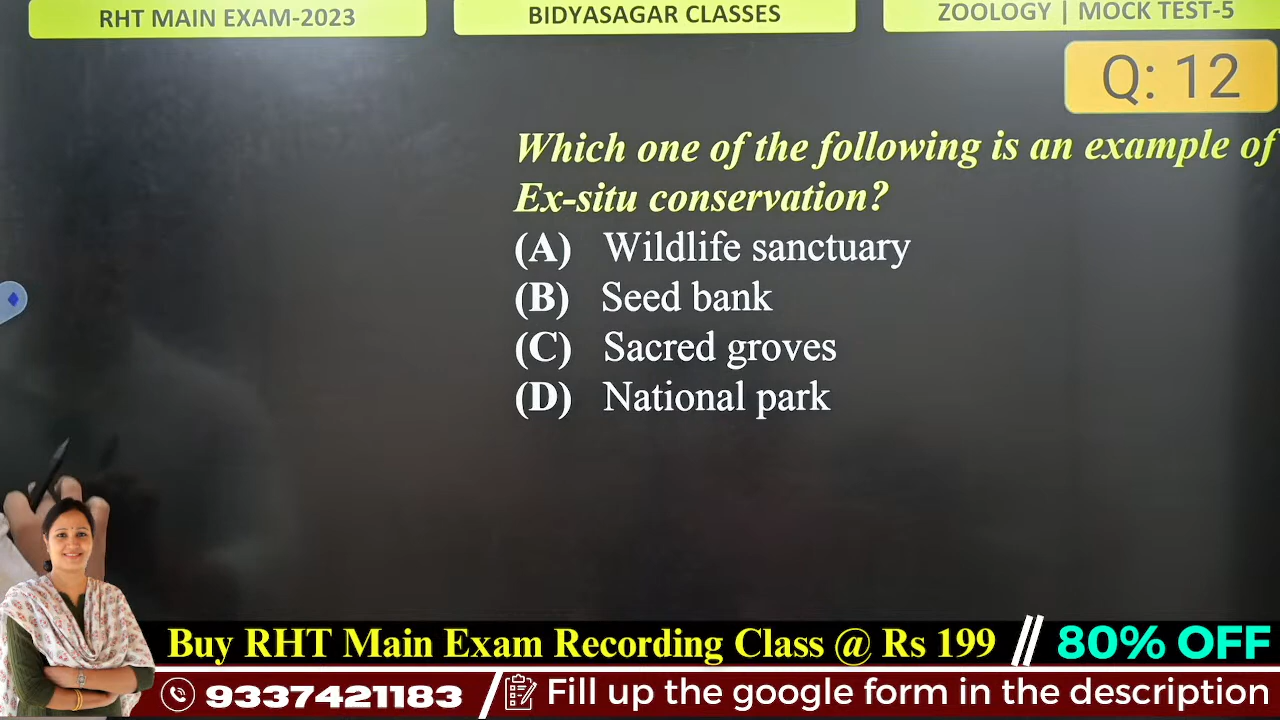 RHT MAIN EXAM-2023
BIDYASAGAR CLASSES
ZOOLOGY | MOCK TEST-5
Q: 12
Which one of the following is an example of
Ex-situ conservation?
(A) Wildlife sanctuary
(B) Seed bank
(C) Sacred groves
(D) National park
Buy RHT Main Exam Recording Class @ Rs 199 // 80% OFF
9337421183 / Fill up the google form in the description